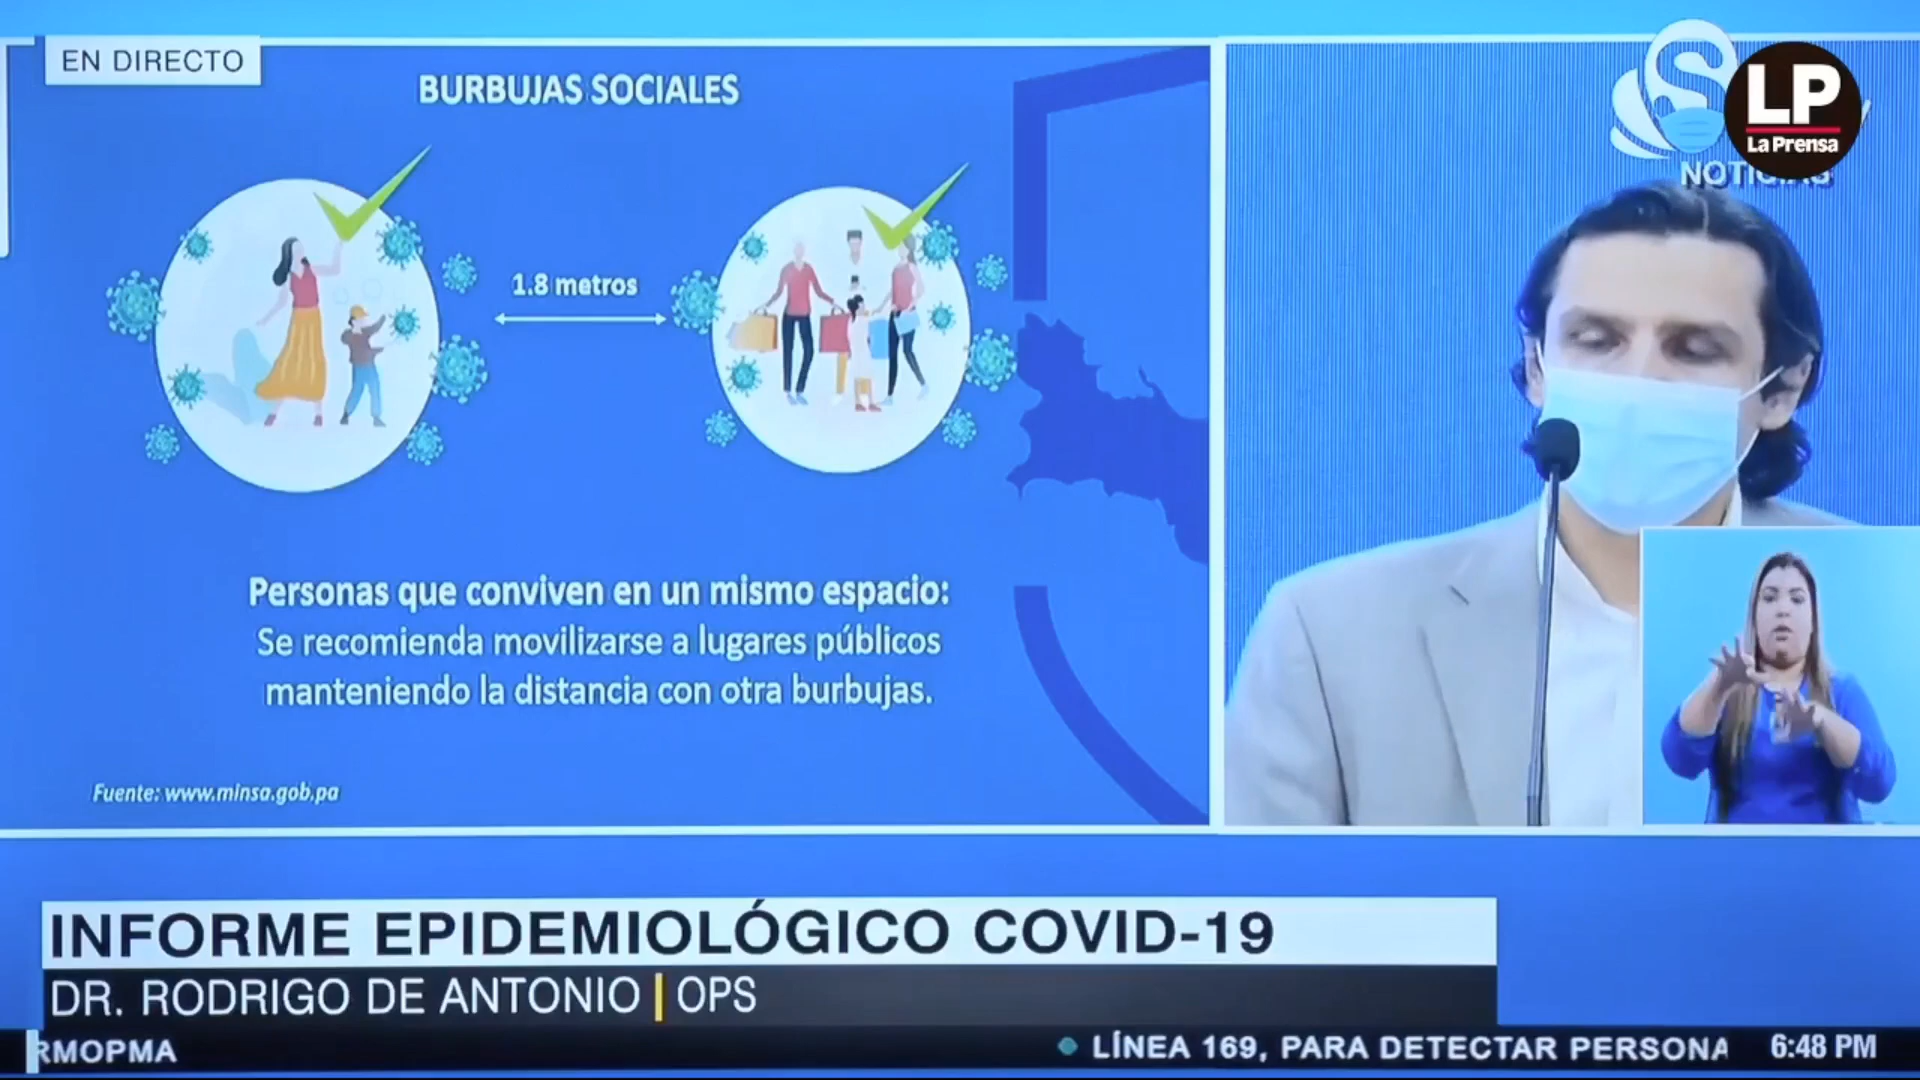 EN DIRECTO
BURBUJAS SOCIALES
1.8 metros
Personas que conviven en un mismo espacio:
Se recomienda movilizarse a lugares públicos
manteniendo la distancia con otra burbujas.
Fuente: www.minsa.gob.pa
LP
La Prensa
NOTICIAS
INFORME EPIDEMIOLÓGICO COVID-19
DR. RODRIGO DE ANTONIO | OPS
RMOPMA
LÍNEA 169, PARA DETECTAR PERSONA
6:48 PM